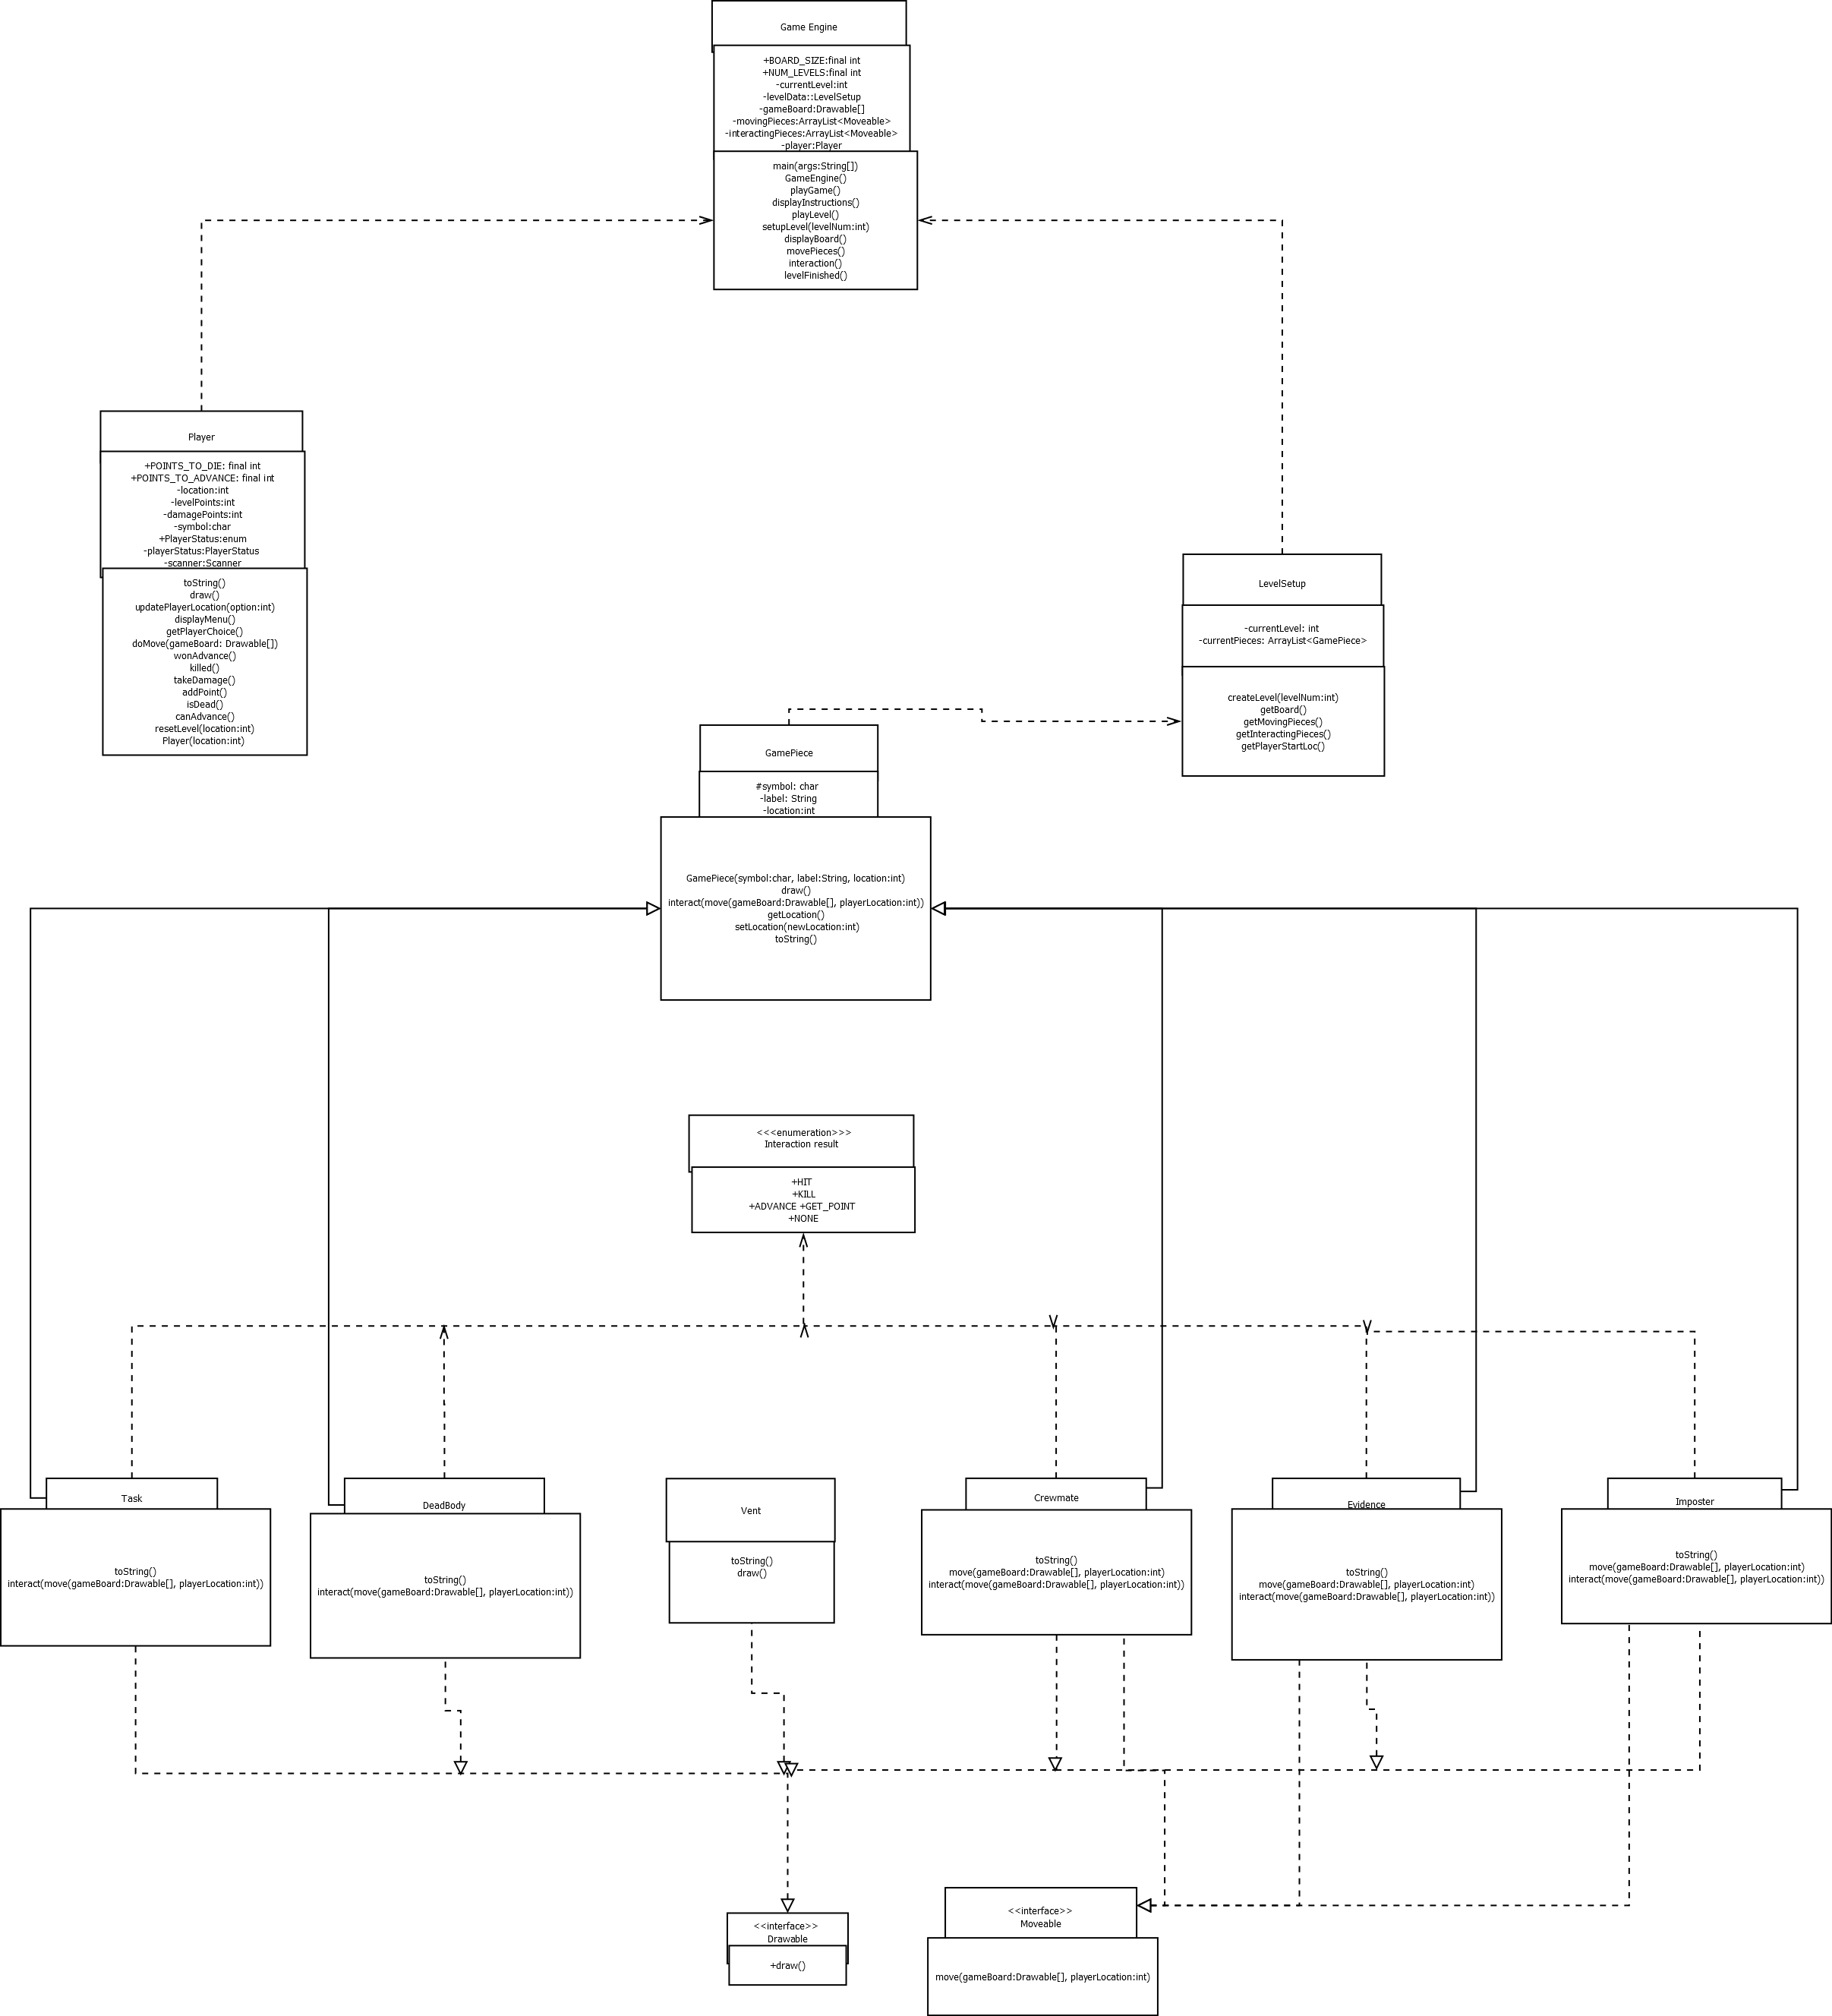 Game Engine
+BOARD_SIZE:final int
+NUM_LEVELS:final int
-currentLevel:int
-levelData::LevelSetup
-gameBoard:Drawable[]
-movingPieces:ArrayList<Moveable>
-interactingPieces:ArrayList<Moveable>
-player:Player
main(args:String[])
GameEngine()
playGame()
displayInstructions()
playLevel()
setupLevel(levelNum:int)
displayBoard()
movePieces()
interaction()
levelFinished()
Player
+POINTS_TO_DIE: final int
+POINTS_TO_ADVANCE: final int
-location:int
-levelPoints:int
-damagePoints:int
-symbol:char
+PlayerStatus:enum
-playerStatus:PlayerStatus
-scanner:Scanner
toString()
draw()
updatePlayerLocation(option:int)
displayMenu()
getPlayerChoice()
doMove(gameBoard: Drawable[])
wonAdvance()
killed()
takeDamage()
addPoint()
isDead()
canAdvance()
resetLevel(location:int)
Player(location:int)
LevelSetup
-currentLevel: int
-currentPieces: ArrayList<GamePiece>
createLevel(levelNum:int)
getBoard()
getMovingPieces()
getInteractingPieces()
getPlayerStartLoc()
GamePiece
#symbol: char
-label: String
-location:int
GamePiece(symbol:char, label:String, location:int)
draw()
interact(move(gameBoard:Drawable[], playerLocation:int))
getLocation()
setLocation(newLocation:int)
toString()
<<<enumeration>>>
Interaction result
+HIT
+KILL
+ADVANCE +GET_POINT
+NONE
Task
toString()
interact(move(gameBoard:Drawable[], playerLocation:int))
DeadBody
toString()
interact(move(gameBoard:Drawable[], playerLocation:int))
Vent
toString()
draw()
Crewmate
toString()
move(gameBoard:Drawable[], playerLocation:int)
interact(move(gameBoard:Drawable[], playerLocation:int))
Evidence
toString()
move(gameBoard:Drawable[], playerLocation:int)
interact(move(gameBoard:Drawable[], playerLocation:int))
Imposter
toString()
move(gameBoard:Drawable[], playerLocation:int)
interact(move(gameBoard:Drawable[], playerLocation:int))
<<interface>>
Drawable
+draw()
<<interface>>
Moveable
move(gameBoard:Drawable[], playerLocation:int)